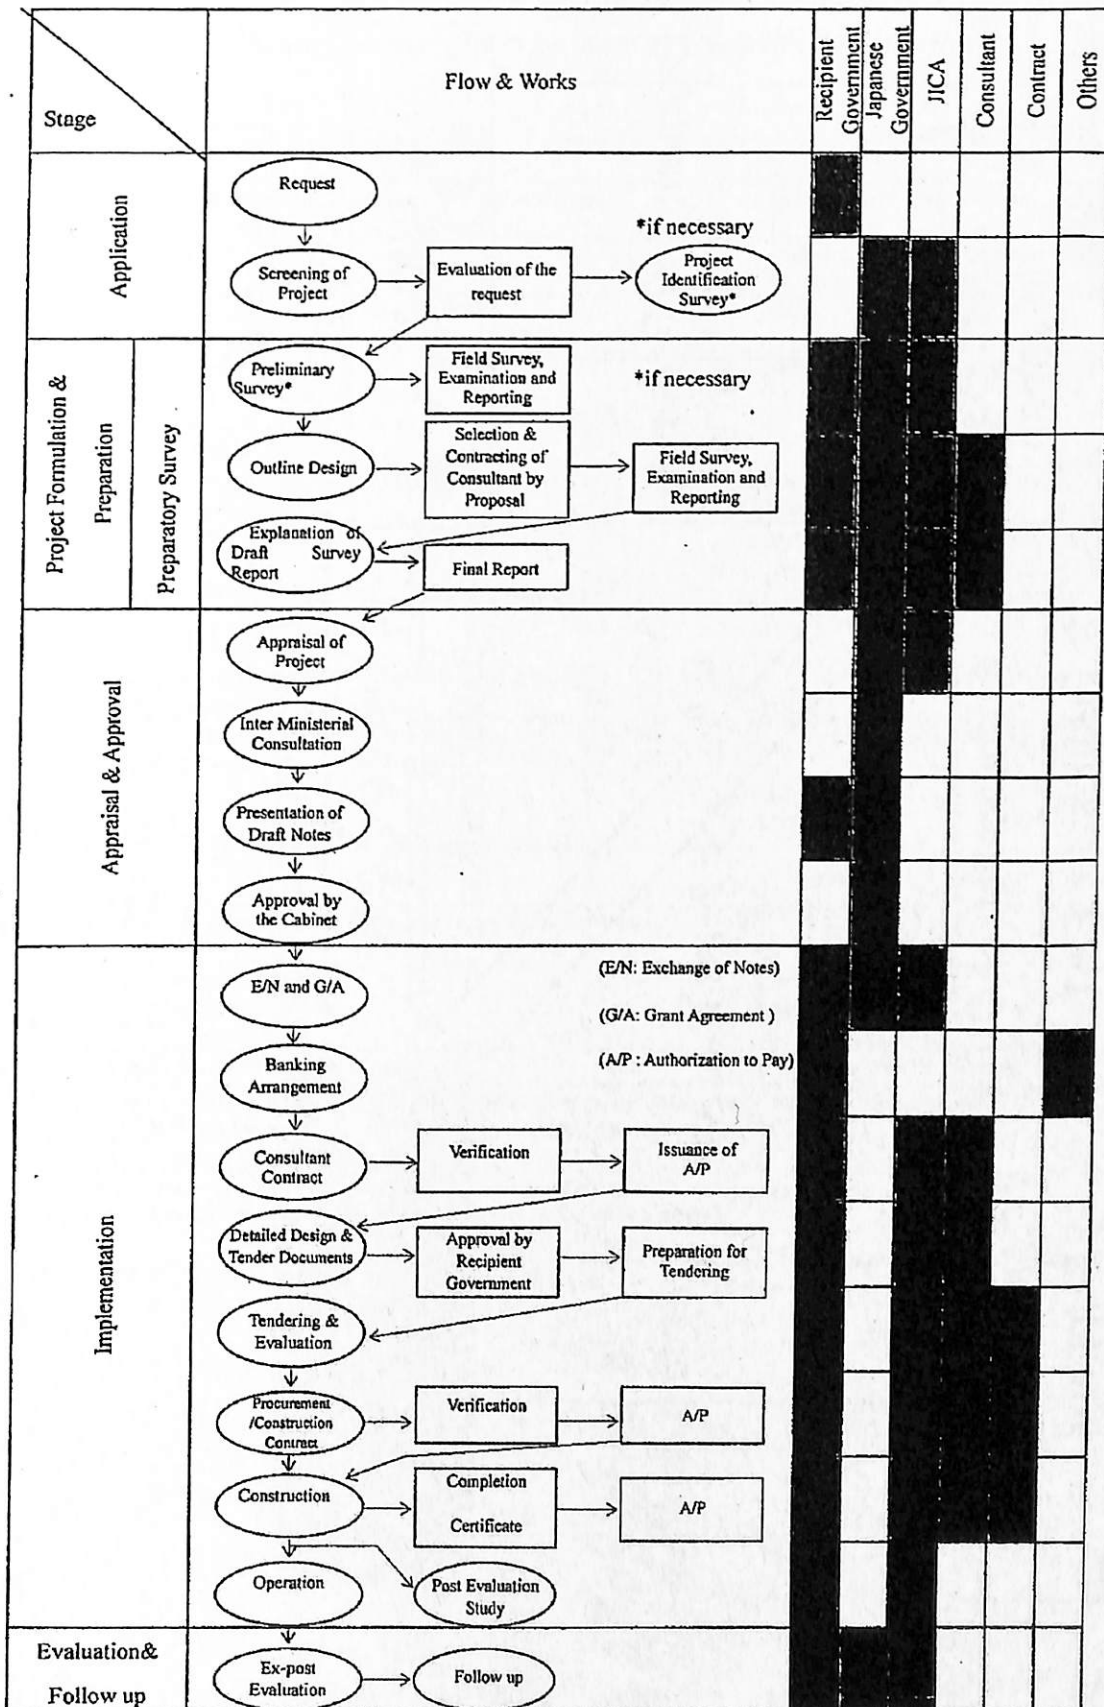 Stage
Flow & Works
Recipient
Government
Japanese
Government
JICA
Consultant
Contract
Others
Application
Request
*if necessary
Screening of
Project
Evaluation of the
request
Project
Identification
Survey*
Project Formulation &
Preparation
Preparatory Survey
Preliminary
Survey*
Field Survey,
Examination and
Reporting
*if necessary
Outline Design
Selection &
Contracting of
Consultant by
Proposal
Field Survey,
Examination and
Reporting
Explanation of
Draft Survey
Report
Final Report
Appraisal & Approval
Appraisal of
Project
Inter Ministerial
Consultation
Presentation of
Draft Notes
Approval by
the Cabinet
Implementation
E/N and G/A
(E/N: Exchange of Notes)
(G/A: Grant Agreement )
(A/P : Authorization to Pay)
Banking
Arrangement
Consultant
Contract
Verification
Issuance of
A/P
Detailed Design &
Tender Documents
Approval by
Recipient
Government
Preparation for
Tendering
Tendering &
Evaluation
Procurement
/Construction
Contract
Verification
A/P
Construction
Completion
Certificate
A/P
Operation
Post Evaluation
Study
Evaluation&
Follow up
Ex-post
Evaluation
Follow up